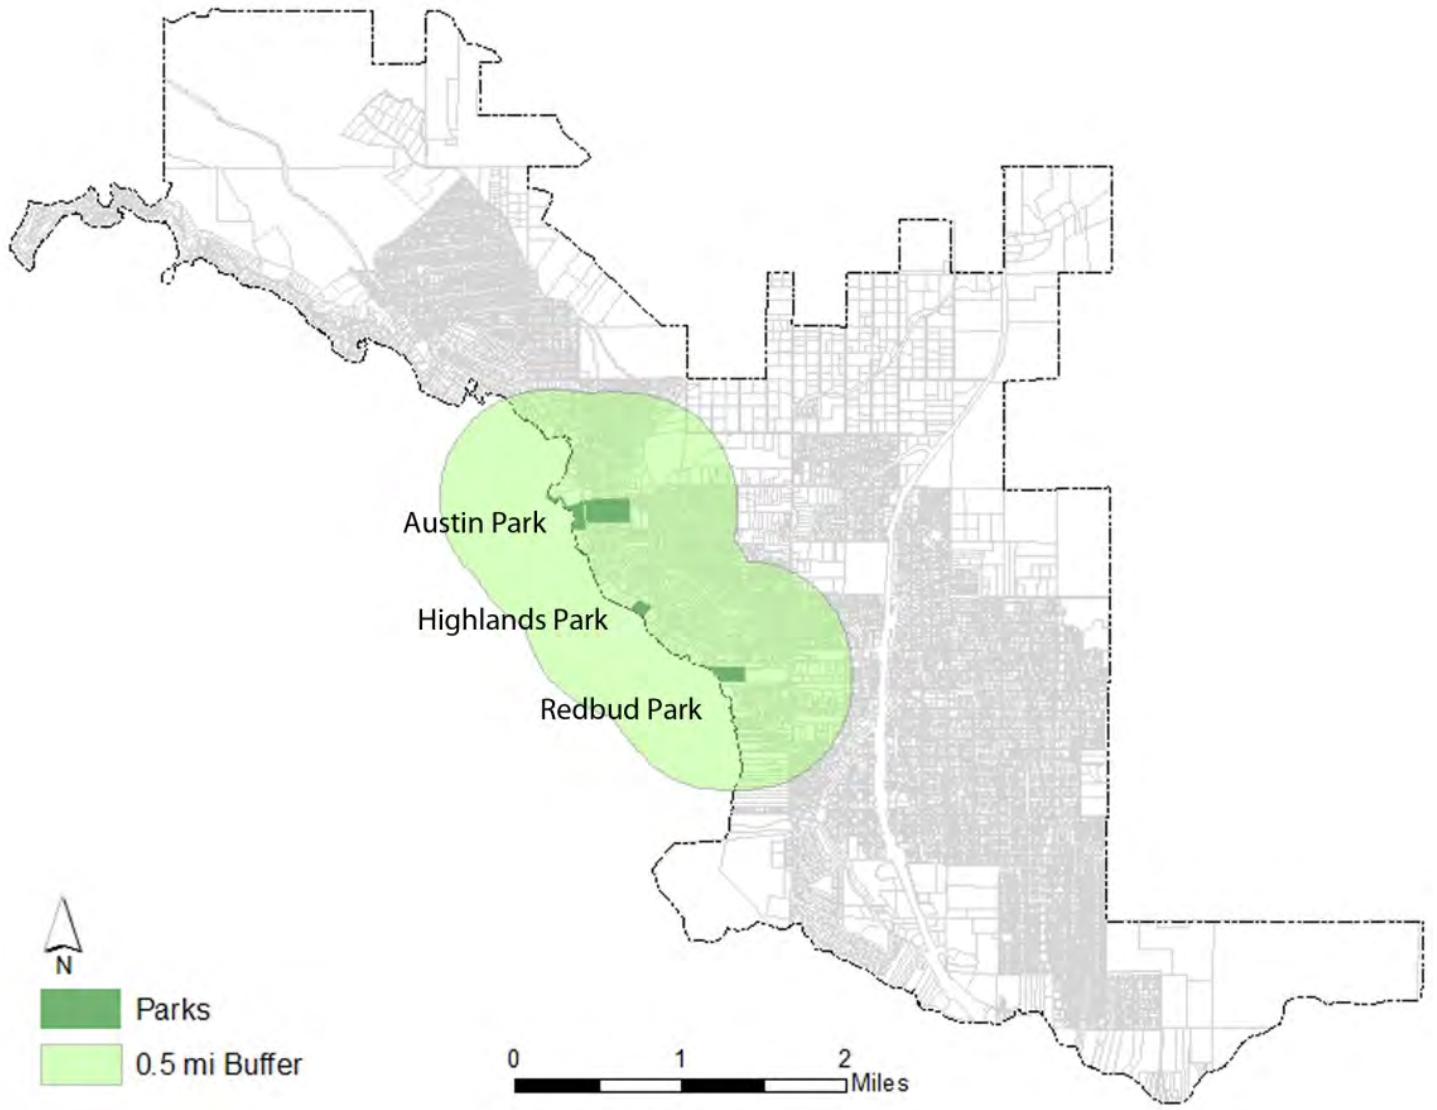 Austin Park
Highlands Park
Redbud Park
N
Parks
0.5 mi Buffer
0 1 2
Miles